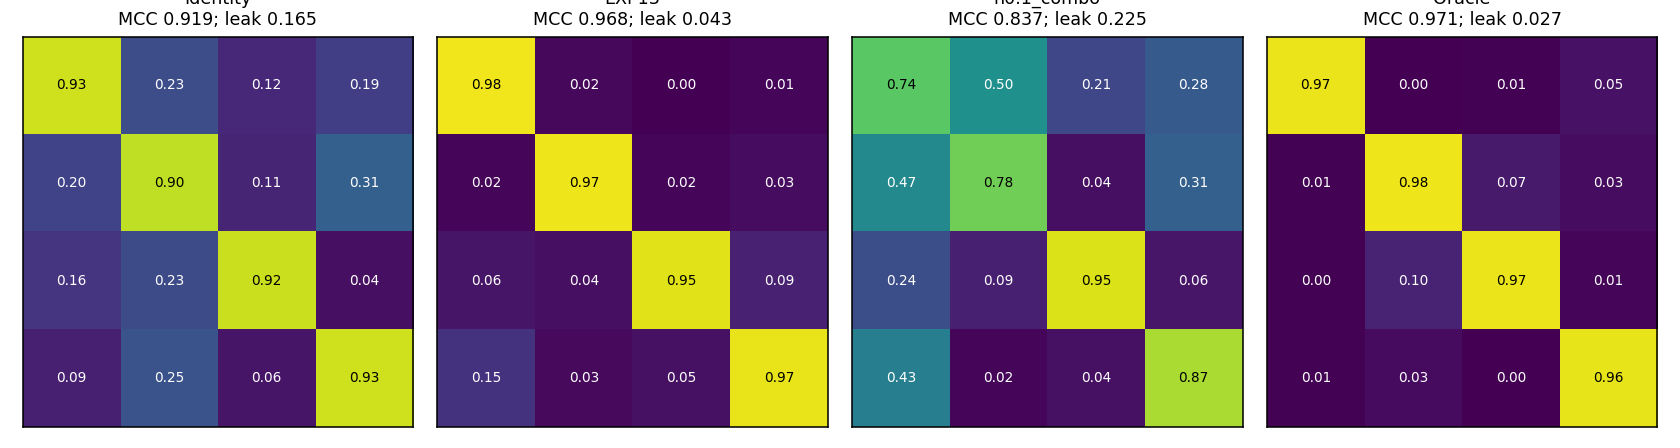 Identity
MCC 0.919; leak 0.165
MCC 0.968; leak 0.043
MCC 0.837; leak 0.225
Oracle
MCC 0.971; leak 0.027
0.93 0.23 0.12 0.19
0.20 0.90 0.11 0.31
0.16 0.23 0.92 0.04
0.09 0.25 0.06 0.93
0.98 0.02 0.00 0.01
0.02 0.97 0.02 0.03
0.06 0.04 0.95 0.09
0.15 0.03 0.05 0.97
0.74 0.50 0.21 0.28
0.47 0.78 0.04 0.31
0.24 0.09 0.95 0.06
0.43 0.02 0.04 0.87
0.97 0.00 0.01 0.05
0.01 0.98 0.07 0.03
0.00 0.10 0.97 0.01
0.01 0.03 0.00 0.96